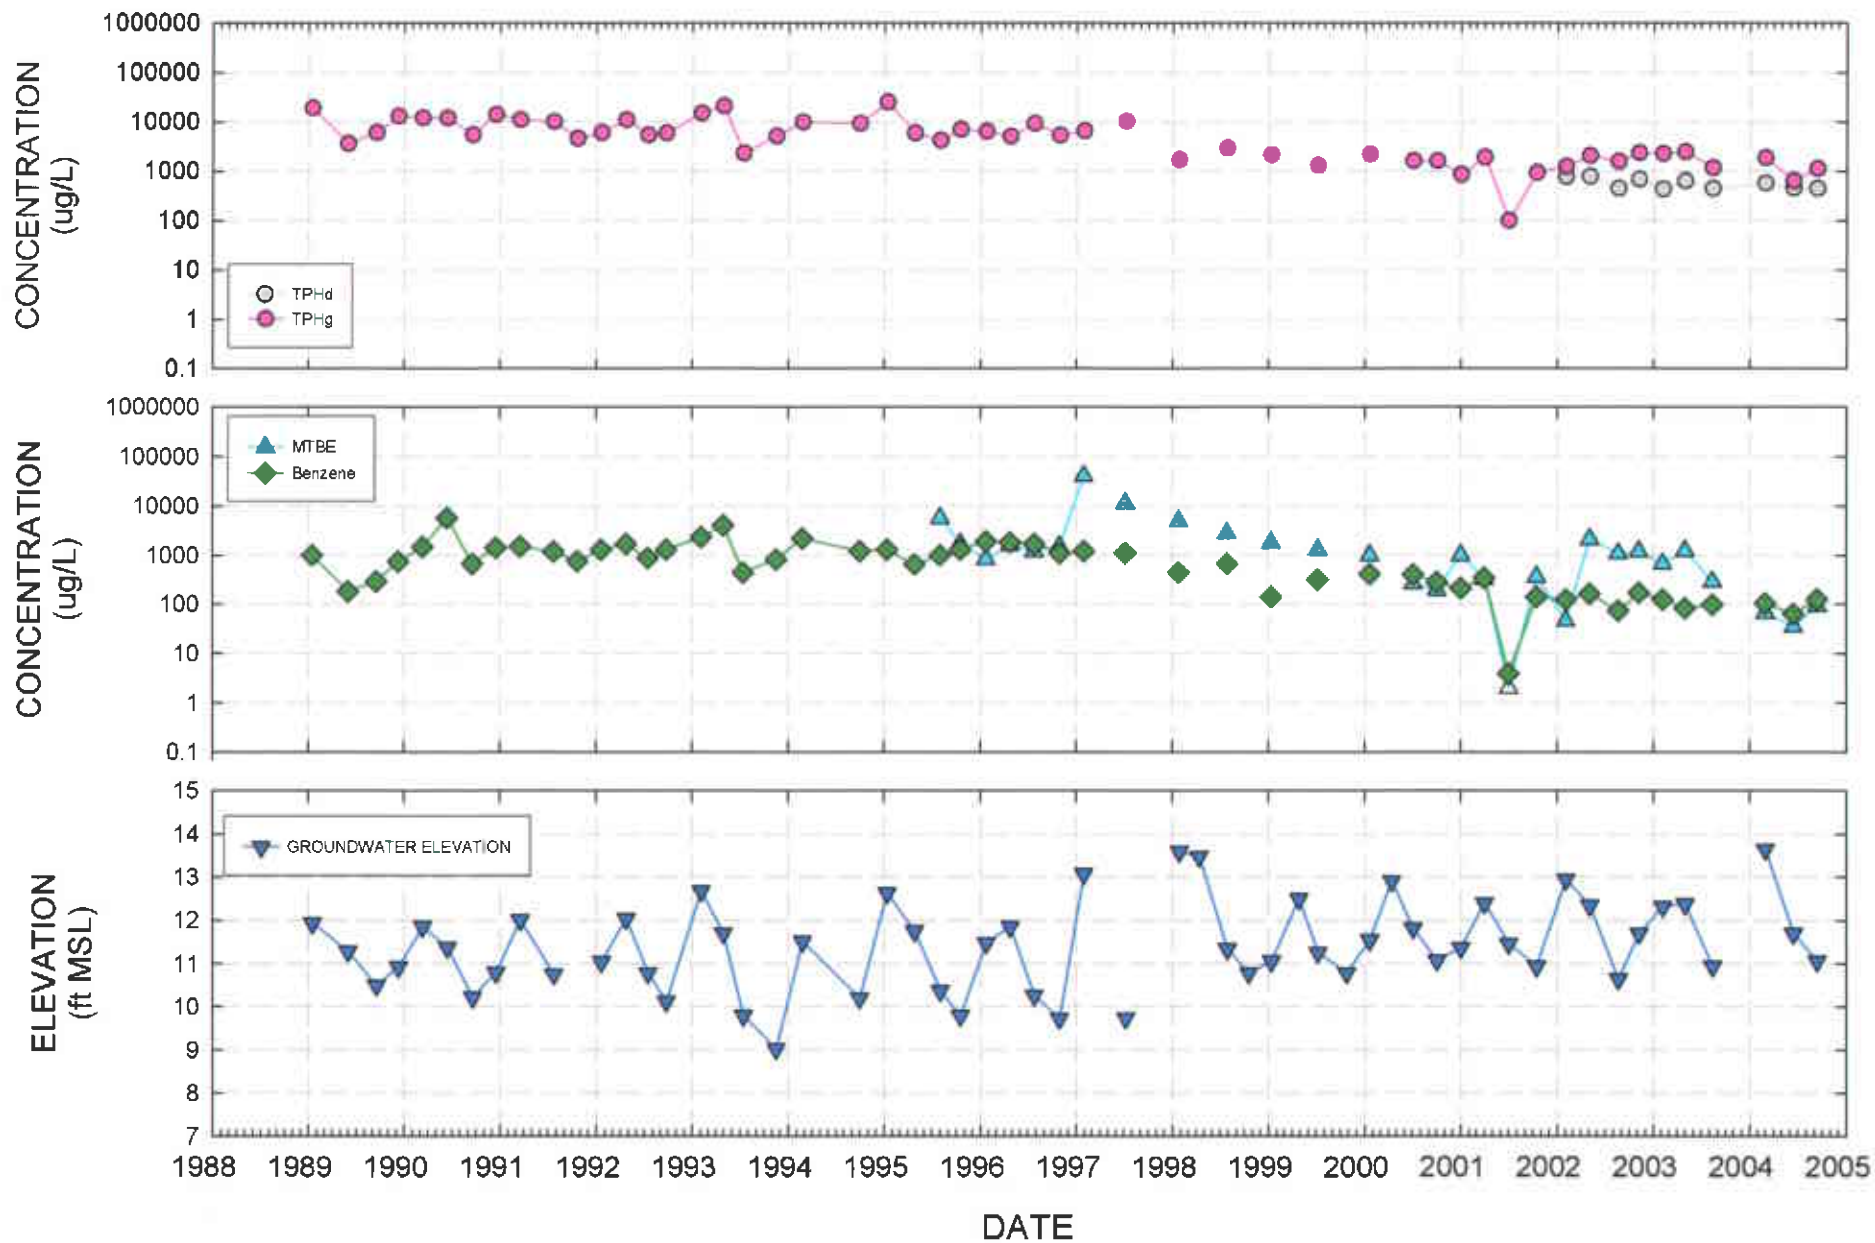 CONCENTRATION
(ug/L)
1000000
100000
10000
1000
100
10
1
0.1
TPHd
TPHg
CONCENTRATION
(ug/L)
1000000
100000
10000
1000
100
10
1
0.1
MTBE
Benzene
ELEVATION
(ft MSL)
15
14
13
12
11
10
9
8
7
GROUNDWATER ELEVATION
1988 1989 1990 1991 1992 1993 1994 1995 1996 1997 1998 1999 2000 2001 2002 2003 2004 2005
DATE